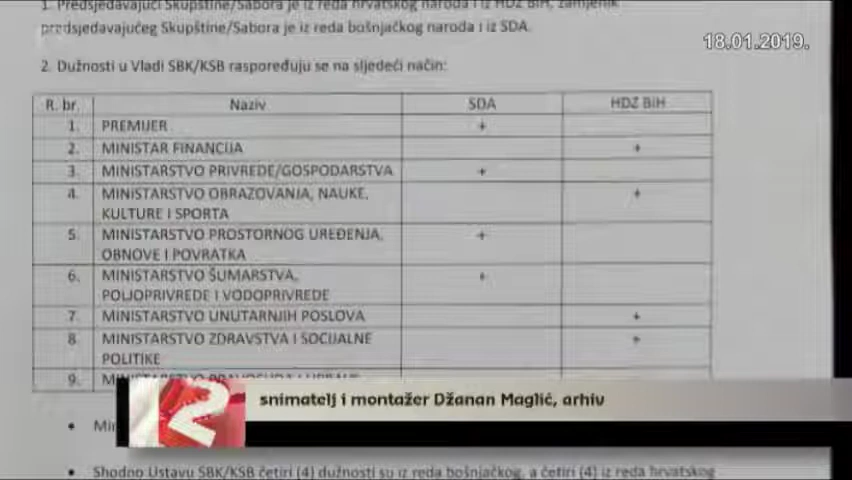 1. Predsjedavajući Skupštine/Sabora je iz reda hrvatskog naroda i iz HDZ BiH, zamjenik
predsjedavajućeg Skupštine/Sabora je iz reda bošnjačkog naroda i iz SDA.
18.01.2019.
2. Dužnosti u Vladi SBK/KSB raspoređuju se na sljedeći način:
R. br. Naziv SDA HDZ BiH
1. PREMIJER +
2. MINISTAR FINANCIJA +
3. MINISTARSTVO PRIVREDE/GOSPODARSTVA +
4. MINISTARSTVO OBRAZOVANJA, NAUKE, +
KULTURE I SPORTA
5. MINISTARSTVO PROSTORNOG UREĐENJA, +
OBNOVE I POVRATKA
6. MINISTARSTVO ŠUMARSTVA, +
POLJOPRIVREDE I VODOPRIVREDE
7. MINISTARSTVO UNUTARNJIH POSLOVA +
8. MINISTARSTVO ZDRAVSTVA I SOCIJALNE +
POLITIKE
9.
2 snimatelj i montažer Džanan Maglić, arhiv
• Min
• Shodno Ustavu SBK/KSB četiri (4) dužnosti su iz reda bošnjačkog, a četiri (4) iz reda hrvatskog